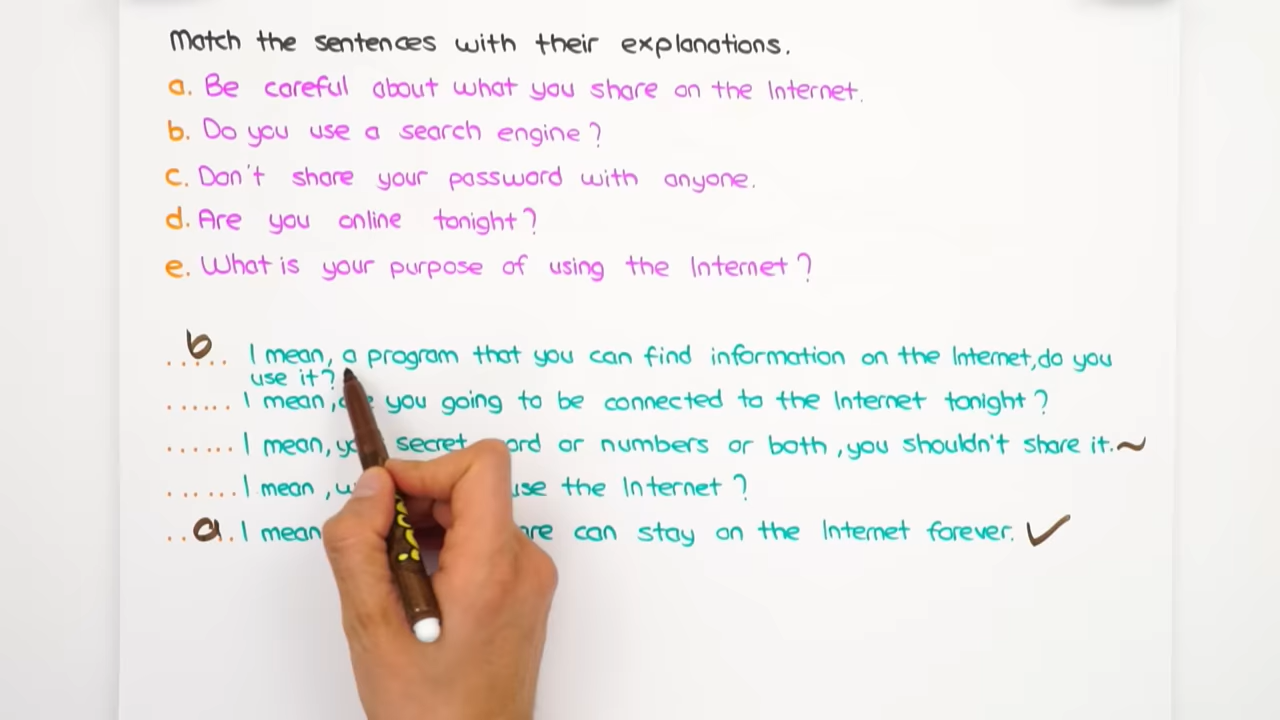 Match the sentences with their explanations.
a. Be careful about what you share on the Internet.
b. Do you use a search engine?
c. Don't share your password with anyone.
d. Are you online tonight?
e. What is your purpose of using the Internet?
b I mean, a program that you can find information on the Internet, do you
use it?
...... I mean, you going to be connected to the Internet tonight?
...... I mean, secret or numbers or both, you shouldn't share it. ~
...... I mean, use the Internet?
a. I mean can stay on the Internet forever. ✓